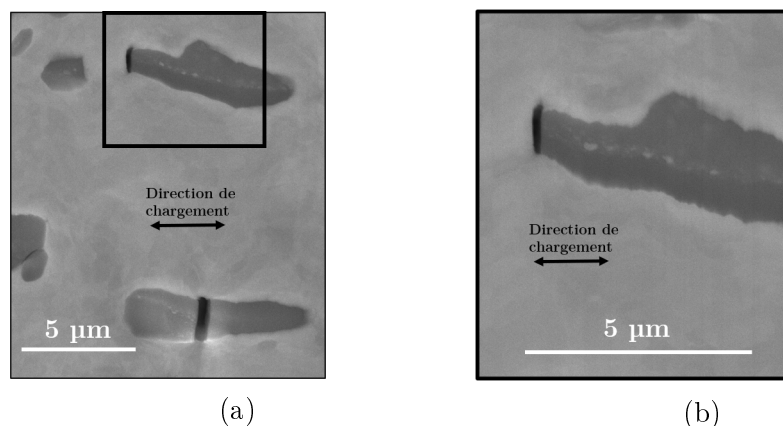 Direction de
chargement
5 µm
(a)
Direction de
chargement
5 µm
(b)